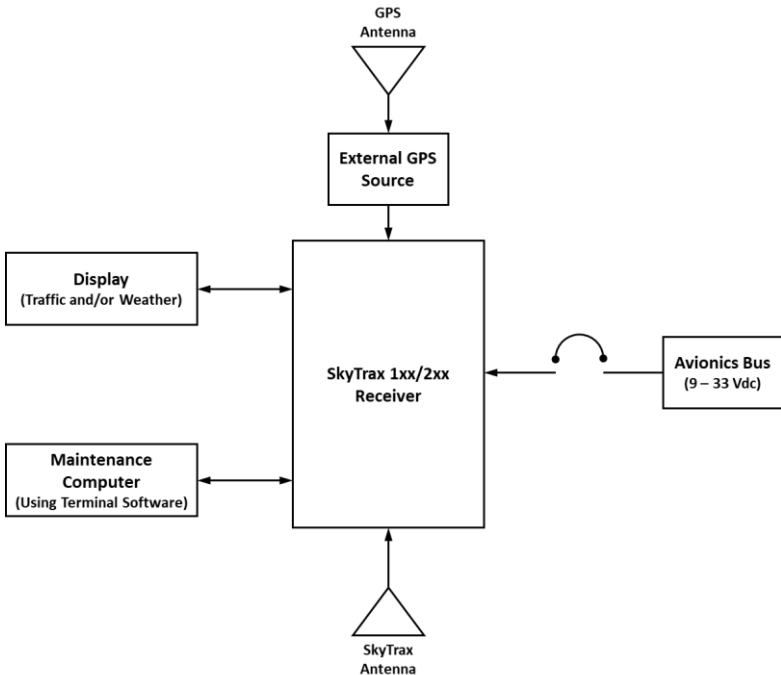 GPS
Antenna
External GPS
Source
Display
(Traffic and/or Weather)
SkyTrax 1xx/2xx
Receiver
Avionics Bus
(9 – 33 Vdc)
Maintenance
Computer
(Using Terminal Software)
SkyTrax
Antenna